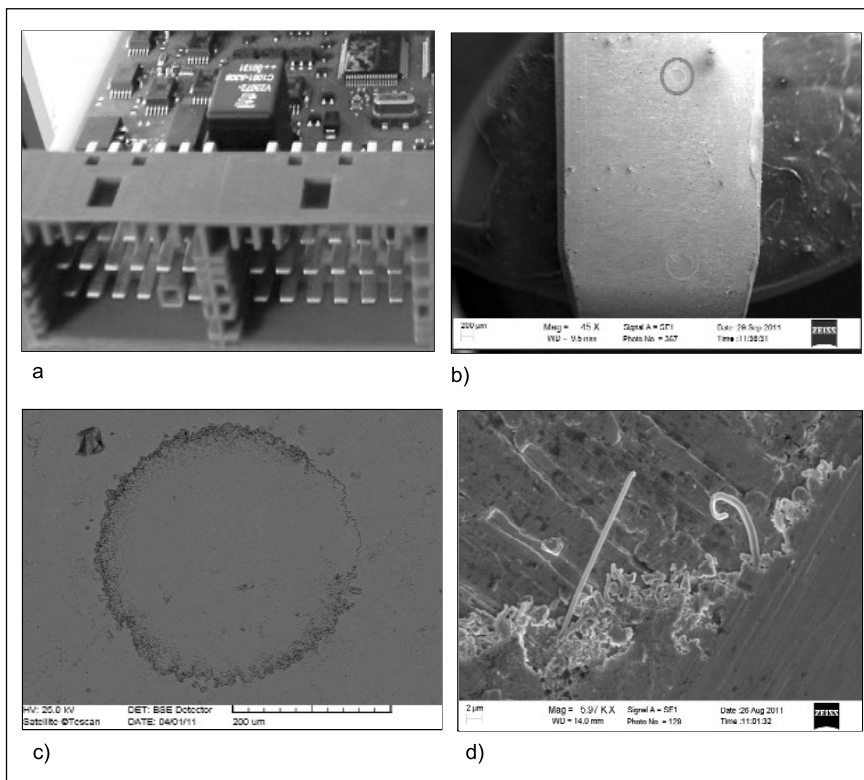 V23072-
C1061-A308
++00131
200 µm
Mag = 45 X
WD = 9.5 mm
Signal A = SE1
Photo No. = 367
Date :29 Sep 2011
Time :11:36:31
ZEISS
a
b)
HV: 25.0 kV
Satellite ©Tescan
DET: BSE Detector
DATE: 04/01/11
200 um
2 µm
Mag = 5.97 K X
WD = 14.0 mm
Signal A = SE1
Photo No. = 129
Date :26 Aug 2011
Time :11:01:32
ZEISS
c)
d)